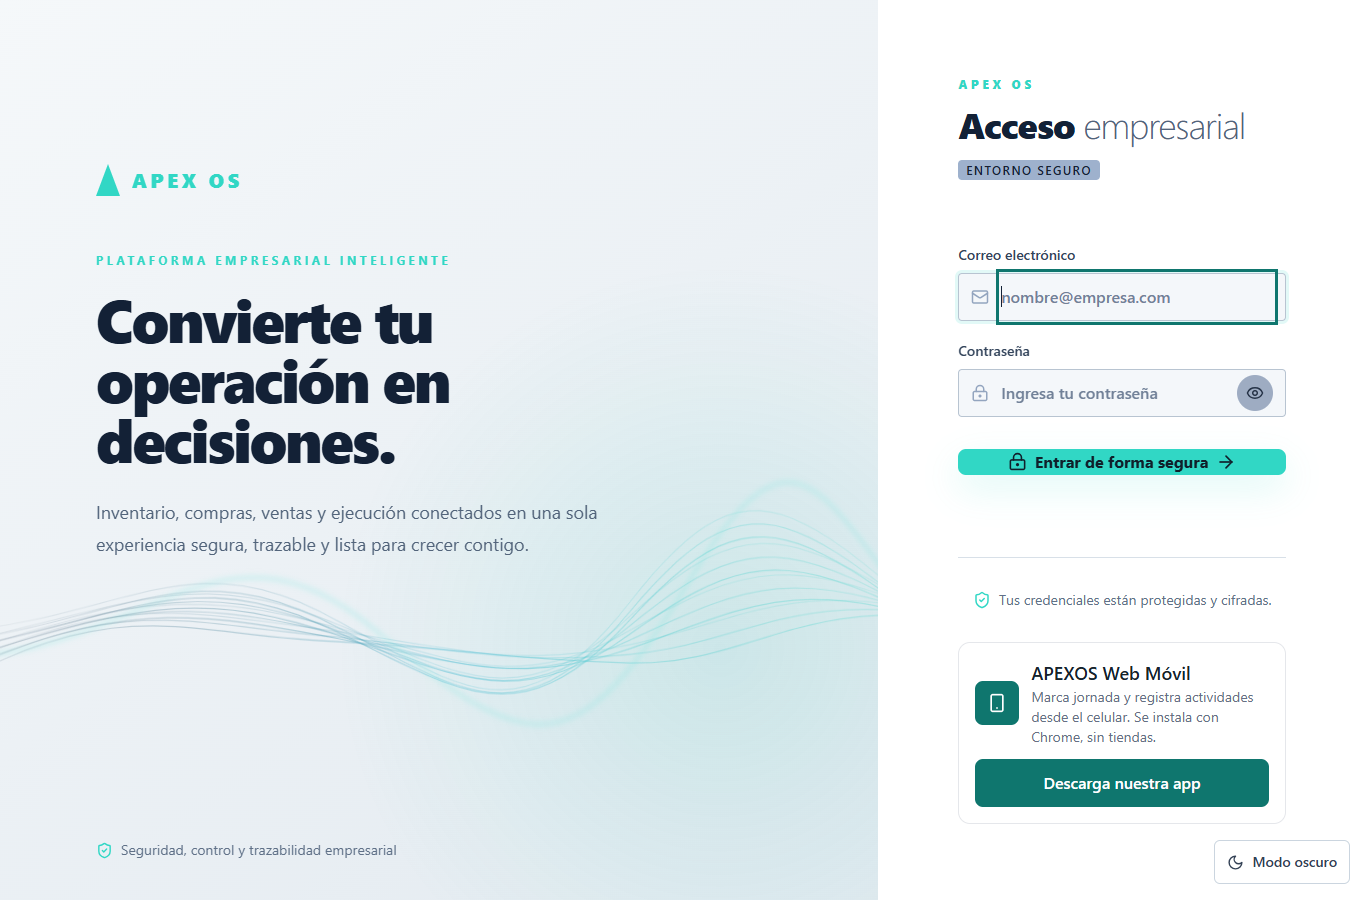 APEX OS
PLATAFORMA EMPRESARIAL INTELIGENTE
Convierte tu
operación en
decisiones.
Inventario, compras, ventas y ejecución conectados en una sola
experiencia segura, trazable y lista para crecer contigo.
Seguridad, control y trazabilidad empresarial
APEX OS
Acceso empresarial
ENTORNO SEGURO
Correo electrónico
nombre@empresa.com
Contraseña
Ingresa tu contraseña
Entrar de forma segura
Tus credenciales están protegidas y cifradas.
APEXOS Web Móvil
Marca jornada y registra actividades
desde el celular. Se instala con
Chrome, sin tiendas.
Descarga nuestra app
Modo oscuro